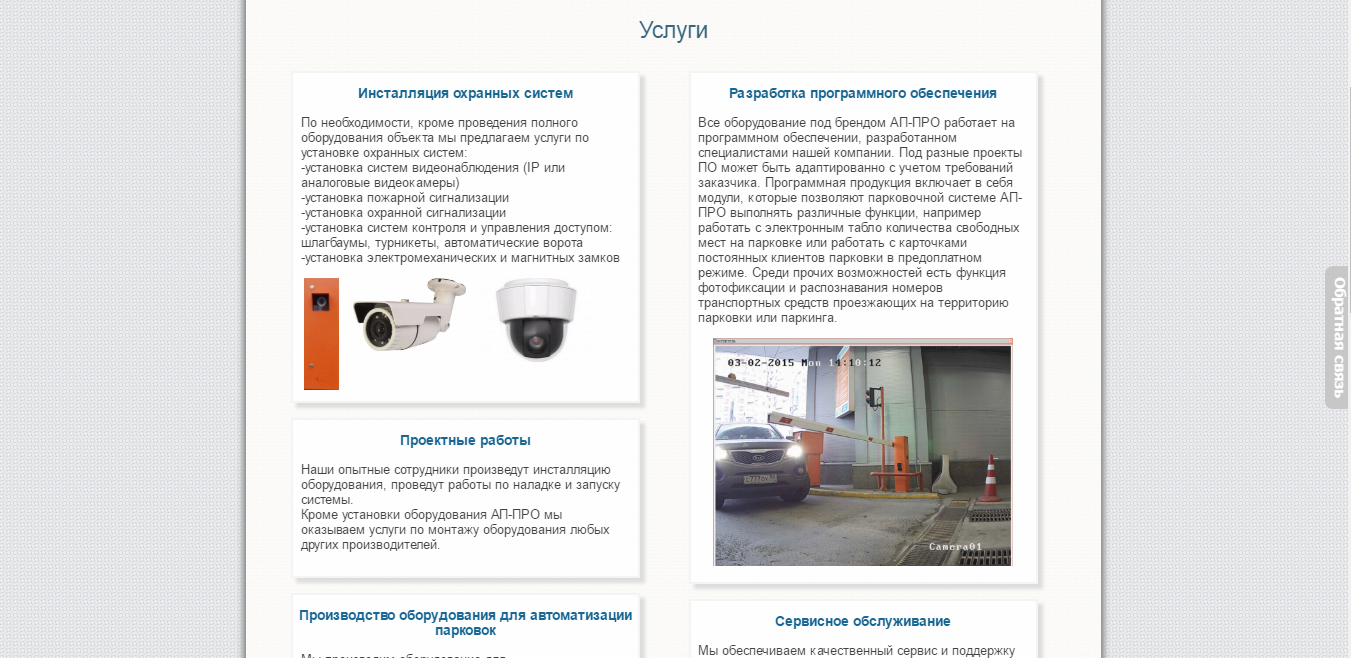 Услуги
Инсталляция охранных систем
По необходимости, кроме проведения полного
оборудования объекта мы предлагаем услуги по
установке охранных систем:
-установка систем видеонаблюдения (IP или
аналоговые видеокамеры)
-установка пожарной сигнализации
-установка охранной сигнализации
-установка систем контроля и управления доступом:
шлагбаумы, турникеты, автоматические ворота
-установка электромеханических и магнитных замков
Проектные работы
Наши опытные сотрудники произведут инсталляцию
оборудования, проведут работы по наладке и запуску
системы.
Кроме установки оборудования АП-ПРО мы
оказываем услуги по монтажу оборудования любых
других производителей.
Производство оборудования для автоматизации
парковок
Мы производим оборудование для
Разработка программного обеспечения
Все оборудование под брендом АП-ПРО работает на
программном обеспечении, разработанном
специалистами нашей компании. Под разные проекты
ПО может быть адаптированно с учетом требований
заказчика. Программная продукция включает в себя
модули, которые позволяют парковочной системе АП-
ПРО выполнять различные функции, например
работать с электронным табло количества свободных
мест на парковке или работать с карточками
постоянных клиентов парковки в предоплатном
режиме. Среди прочих возможностей есть функция
фотофиксации и распознавания номеров
транспортных средств проезжающих на территорию
парковки или паркинга.
03-02-2015 Mon 14:10:12
Camera01
Сервисное обслуживание
Мы обеспечиваем качественный сервис и поддержку
Обратная связь